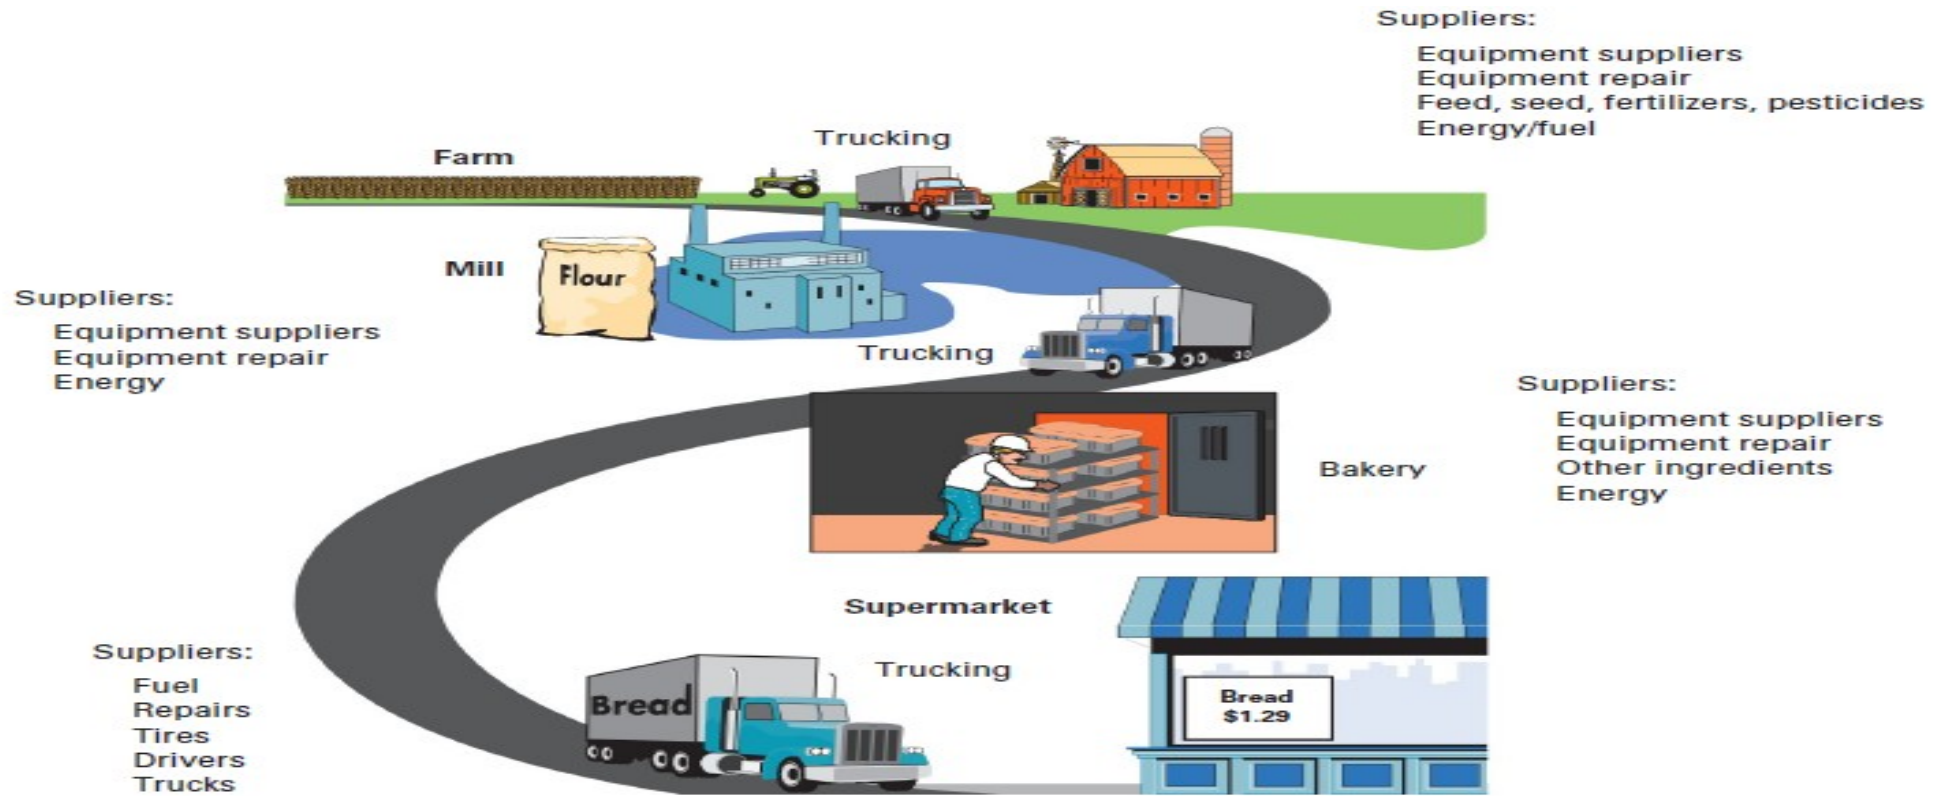 Suppliers:
Equipment suppliers
Equipment repair
Feed, seed, fertilizers, pesticides
Energy/fuel
Trucking
Farm
Mill
Flour
Suppliers:
Equipment suppliers
Equipment repair
Energy
Trucking
Suppliers:
Equipment suppliers
Equipment repair
Other ingredients
Energy
Bakery
Supermarket
Trucking
Suppliers:
Fuel
Repairs
Tires
Drivers
Trucks
Bread
Bread
$1.29